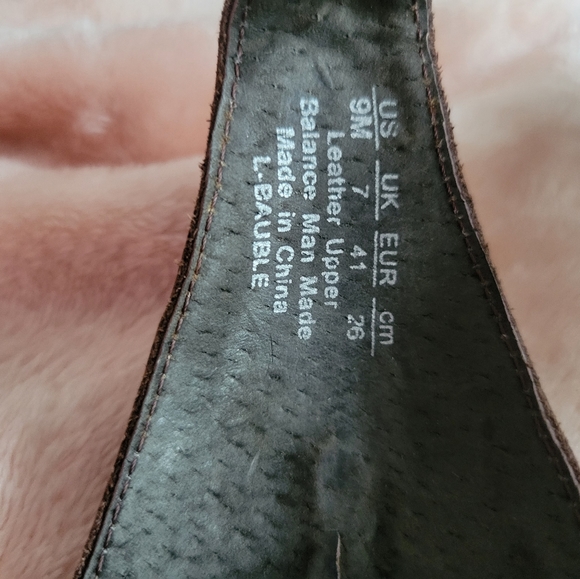 US UK EUR cm
9M 7 41 26
Leather Upper
Balance Man Made
Made in China
L-BAUBLE